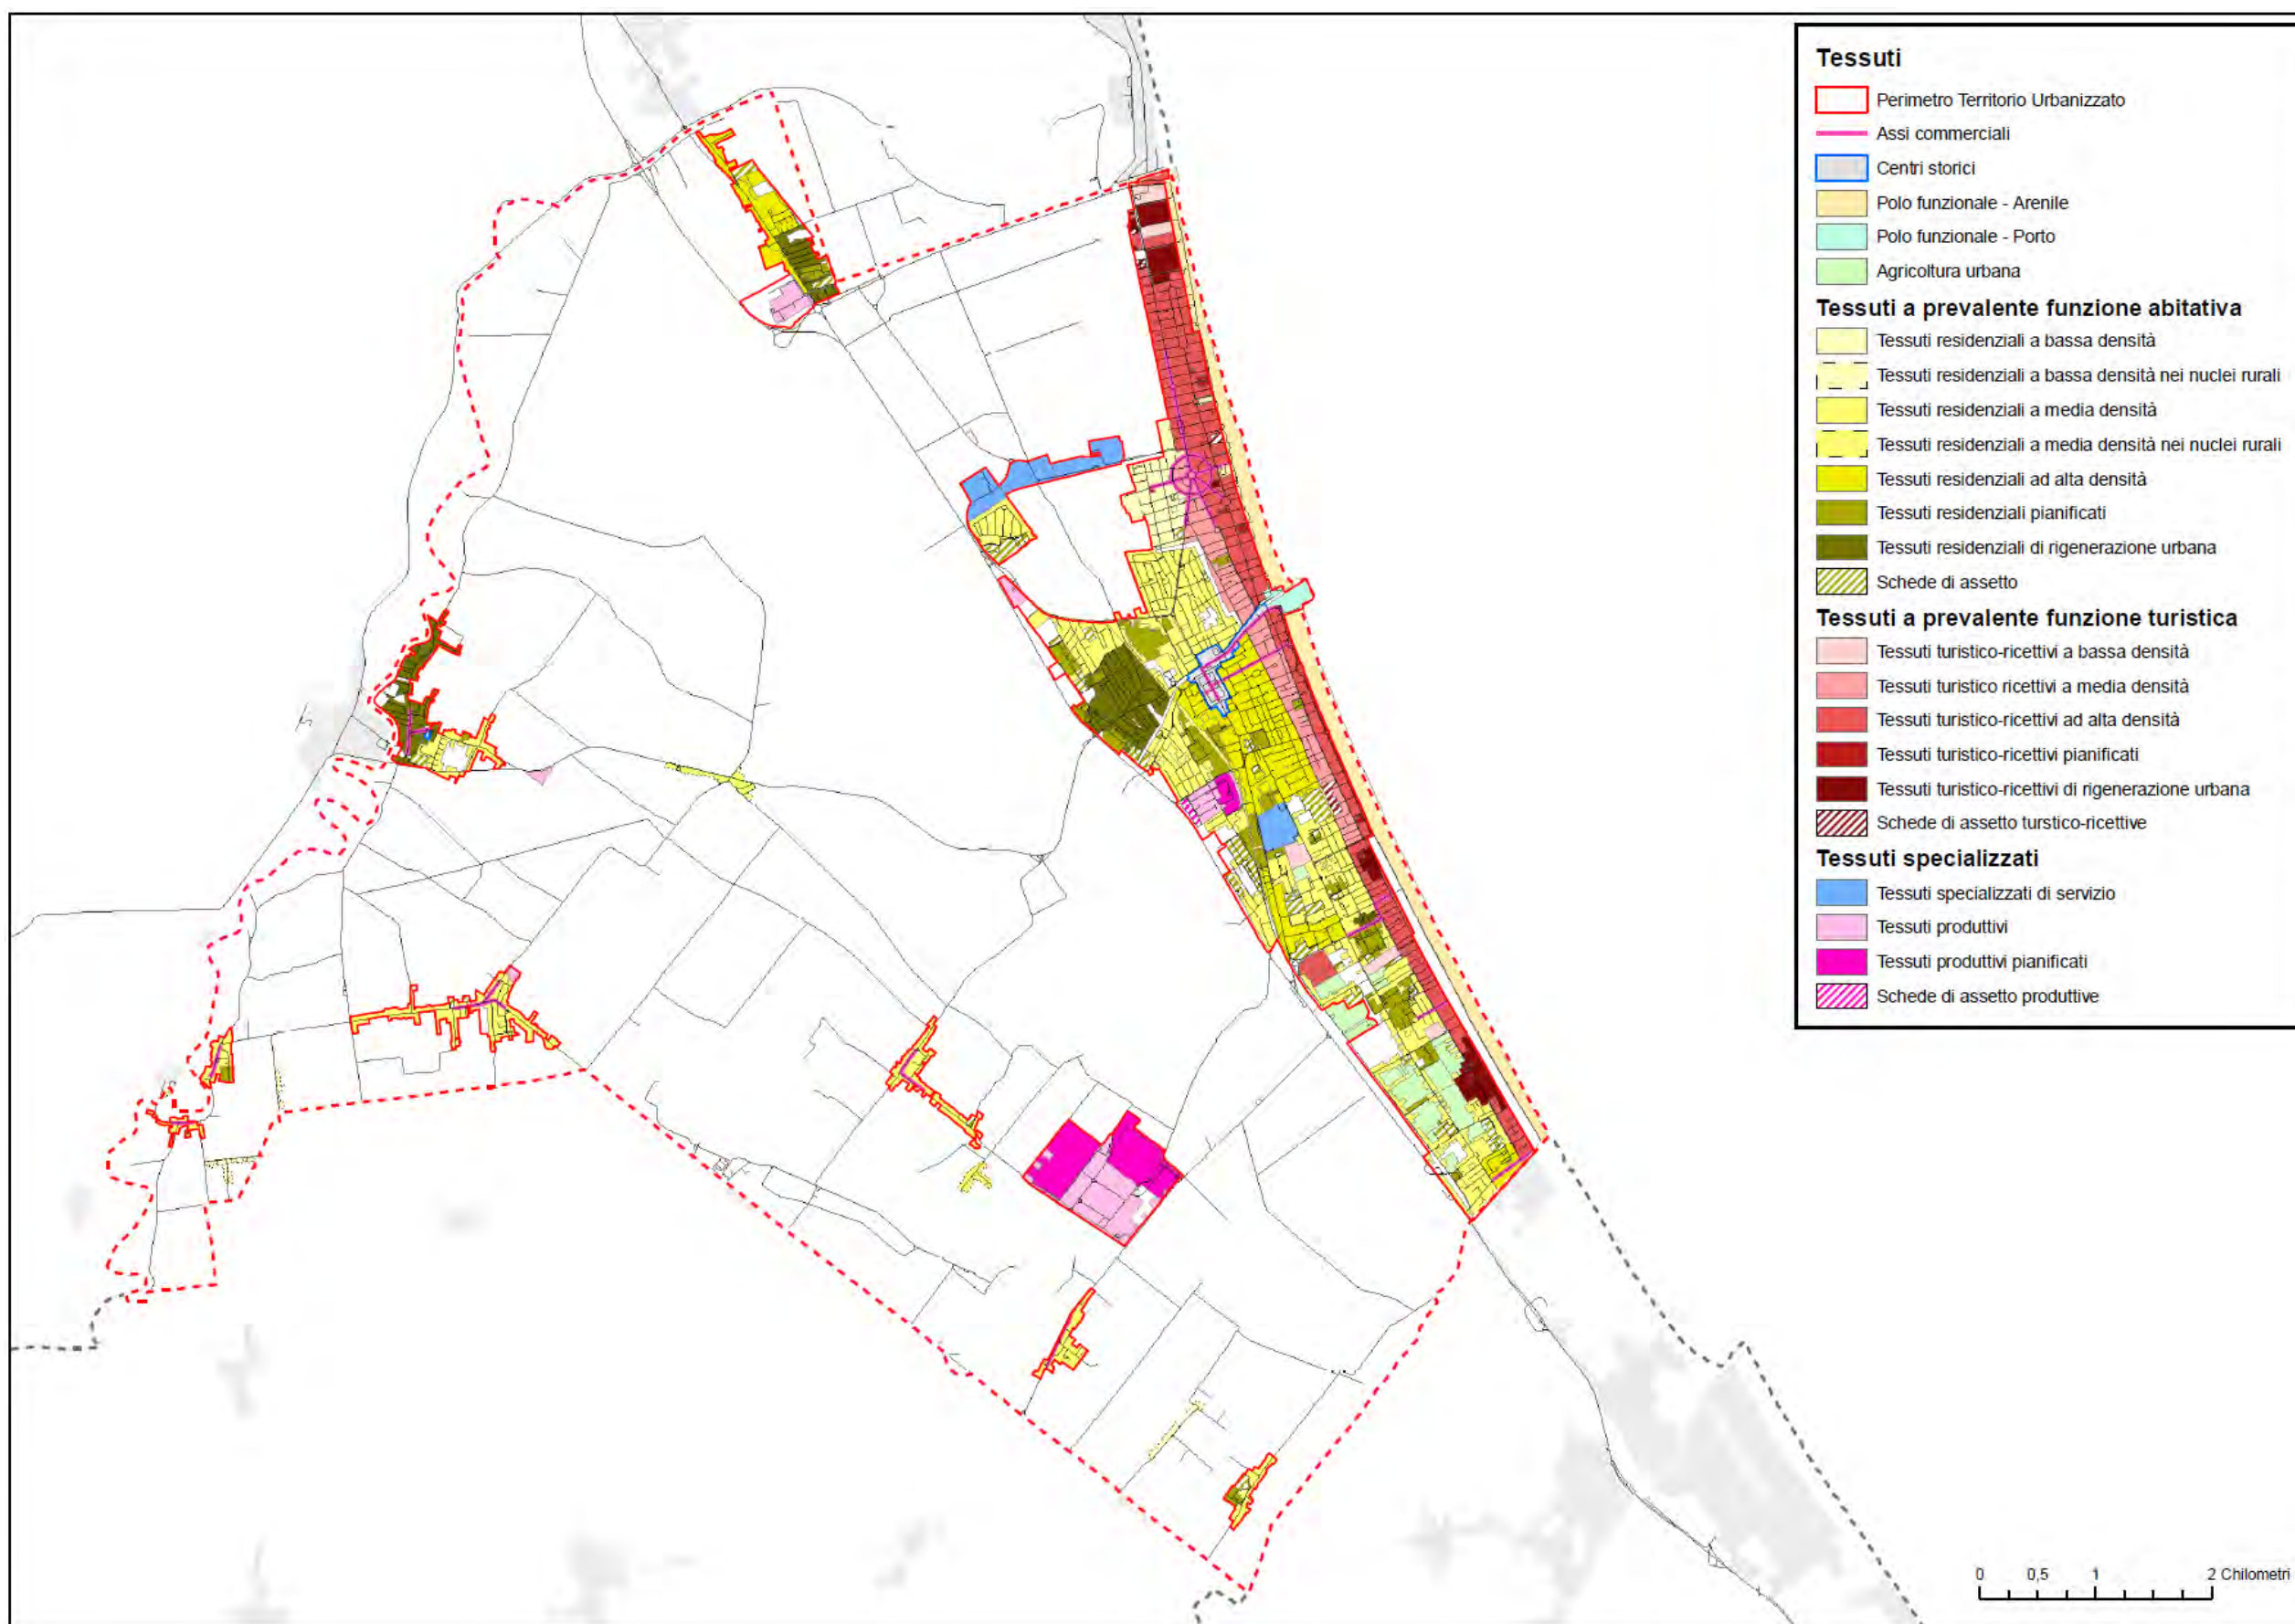 Tessuti
Perimetro Territorio Urbanizzato
Assi commerciali
Centri storici
Polo funzionale - Arenile
Polo funzionale - Porto
Agricoltura urbana
Tessuti a prevalente funzione abitativa
Tessuti residenziali a bassa densità
Tessuti residenziali a bassa densità nei nuclei rurali
Tessuti residenziali a media densità
Tessuti residenziali a media densità nei nuclei rurali
Tessuti residenziali ad alta densità
Tessuti residenziali pianificati
Tessuti residenziali di rigenerazione urbana
Schede di assetto
Tessuti a prevalente funzione turistica
Tessuti turistico-ricettivi a bassa densità
Tessuti turistico ricettivi a media densità
Tessuti turistico-ricettivi ad alta densità
Tessuti turistico-ricettivi pianificati
Tessuti turistico-ricettivi di rigenerazione urbana
Schede di assetto turstico-ricettive
Tessuti specializzati
Tessuti specializzati di servizio
Tessuti produttivi
Tessuti produttivi pianificati
Schede di assetto produttive
0 0,5 1 2 Chilometri